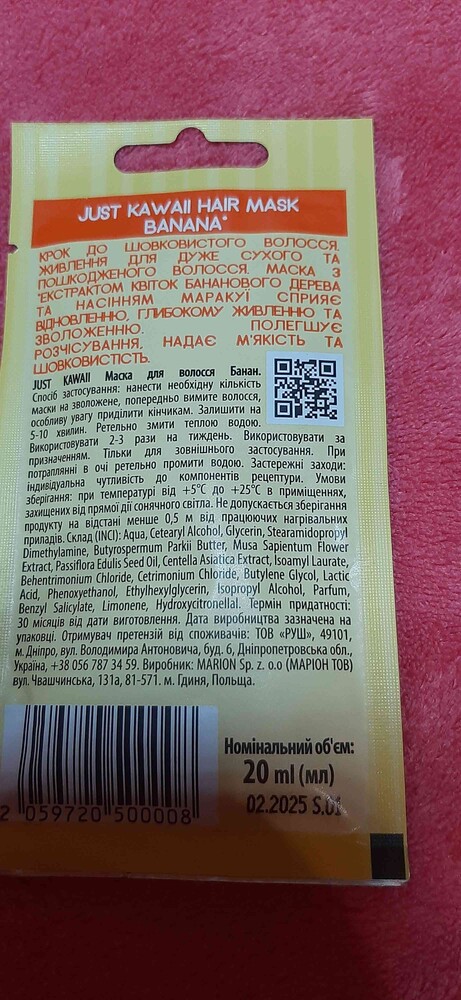 JUST KAWAII HAIR MASK
BANANA*
КРОК ДО ШОВКОВИСТОГО ВОЛОССЯ.
ЖИВЛЕННЯ ДЛЯ ДУЖЕ СУХОГО ТА
ПОШКОДЖЕНОГО ВОЛОССЯ. МАСКА З
*ЕКСТРАКТОМ КВІТОК БАНАНОВОГО ДЕРЕВА
ТА НАСІННЯМ МАРАКУЇ СПРИЯЄ
ВІДНОВЛЕННЮ, ГЛИБОКОМУ ЖИВЛЕННЮ ТА
ЗВОЛОЖЕННЮ. ПОЛЕГШУЄ
РОЗЧІСУВАННЯ, НАДАЄ М'ЯКІСТЬ ТА
ШОВКОВИСТІСТЬ.
JUST KAWAII Маска для волосся Банан.
Спосіб застосування: нанести необхідну кількість
маски на зволожене, попередньо вимите волосся,
особливу увагу приділити кінчикам. Залишити на
5-10 хвилин. Ретельно змити теплою водою.
Використовувати 2-3 рази на тиждень. Використовувати за
призначенням. Тільки для зовнішнього застосування. При
потраплянні в очі ретельно промити водою. Застережні заходи:
індивідуальна чутливість до компонентів рецептури. Умови
зберігання: при температурі від +5°C до +25°C в приміщеннях,
захищених від прямої дії сонячного світла. Не допускається зберігання
продукту на відстані менше 0,5 м від працюючих нагрівальних
приладів. Склад (INCI): Aqua, Cetearyl Alcohol, Glycerin, Stearamidopropyl
Dimethylamine, Butyrospermum Parkii Butter, Musa Sapientum Flower
Extract, Passiflora Edulis Seed Oil, Centella Asiatica Extract, Isoamyl Laurate,
Behentrimonium Chloride, Cetrimonium Chloride, Butylene Glycol, Lactic
Acid, Phenoxyethanol, Ethylhexylglycerin, Isopropyl Alcohol, Parfum,
Benzyl Salicylate, Limonene, Hydroxycitronellal. Термін придатності:
30 місяців від дати виготовлення. Дата виробництва зазначена на
упаковці. Отримувач претензій від споживачів: ТОВ «РУШ», 49101,
м. Дніпро, вул. Володимира Антоновича, буд. 6, Дніпропетровська обл.,
Україна, +38 056 787 34 59. Виробник: MARION Sp. z. o.o (МАРІОН ТОВ)
вул. Чвашчинська, 131а, 81-571. м. Гдиня, Польща.
Номінальний об'єм:
20 ml (мл)
02.2025 S.01
2 059720 500008